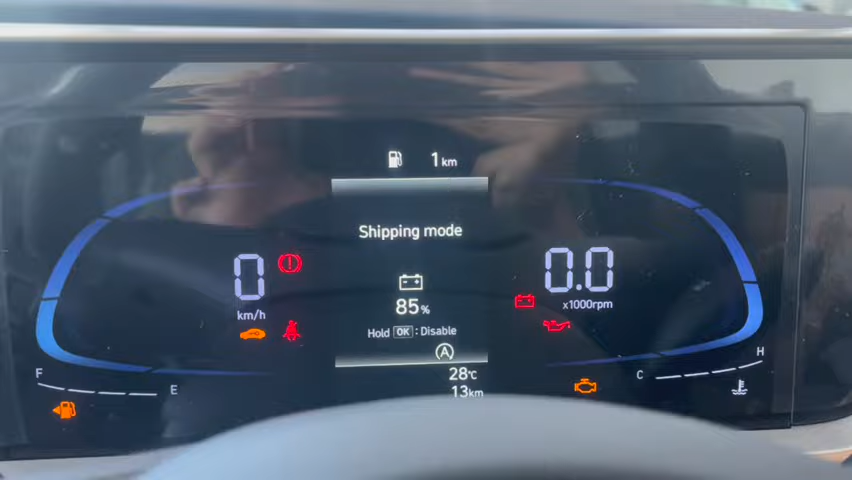 1 km
Shipping mode
0
km/h
85%
Hold OK : Disable
A
0.0
x1000rpm
F
E
28°C
13km
C
H